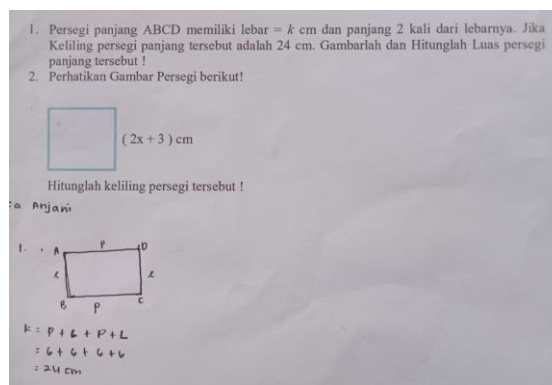 1. Persegi panjang ABCD memiliki lebar = k cm dan panjang 2 kali dari lebarnya. Jika
Keliling persegi panjang tersebut adalah 24 cm. Gambarlah dan Hitunglah Luas persegi
panjang tersebut !
2. Perhatikan Gambar Persegi berikut!
( 2x + 3 ) cm
Hitunglah keliling persegi tersebut !
a Anjani
1.
A P D
l l
B P C
K = P + L + P + L
= 6 + 6 + 6 + 6
= 24 cm